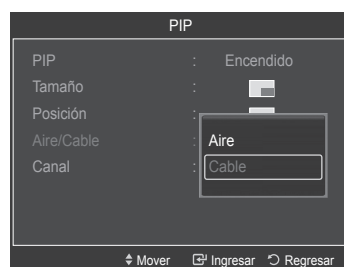 PIP
PIP : Encendido
Tamaño :
Posición :
Aire/Cable : Aire
Canal : Cable
Mover Ingresar Regresar